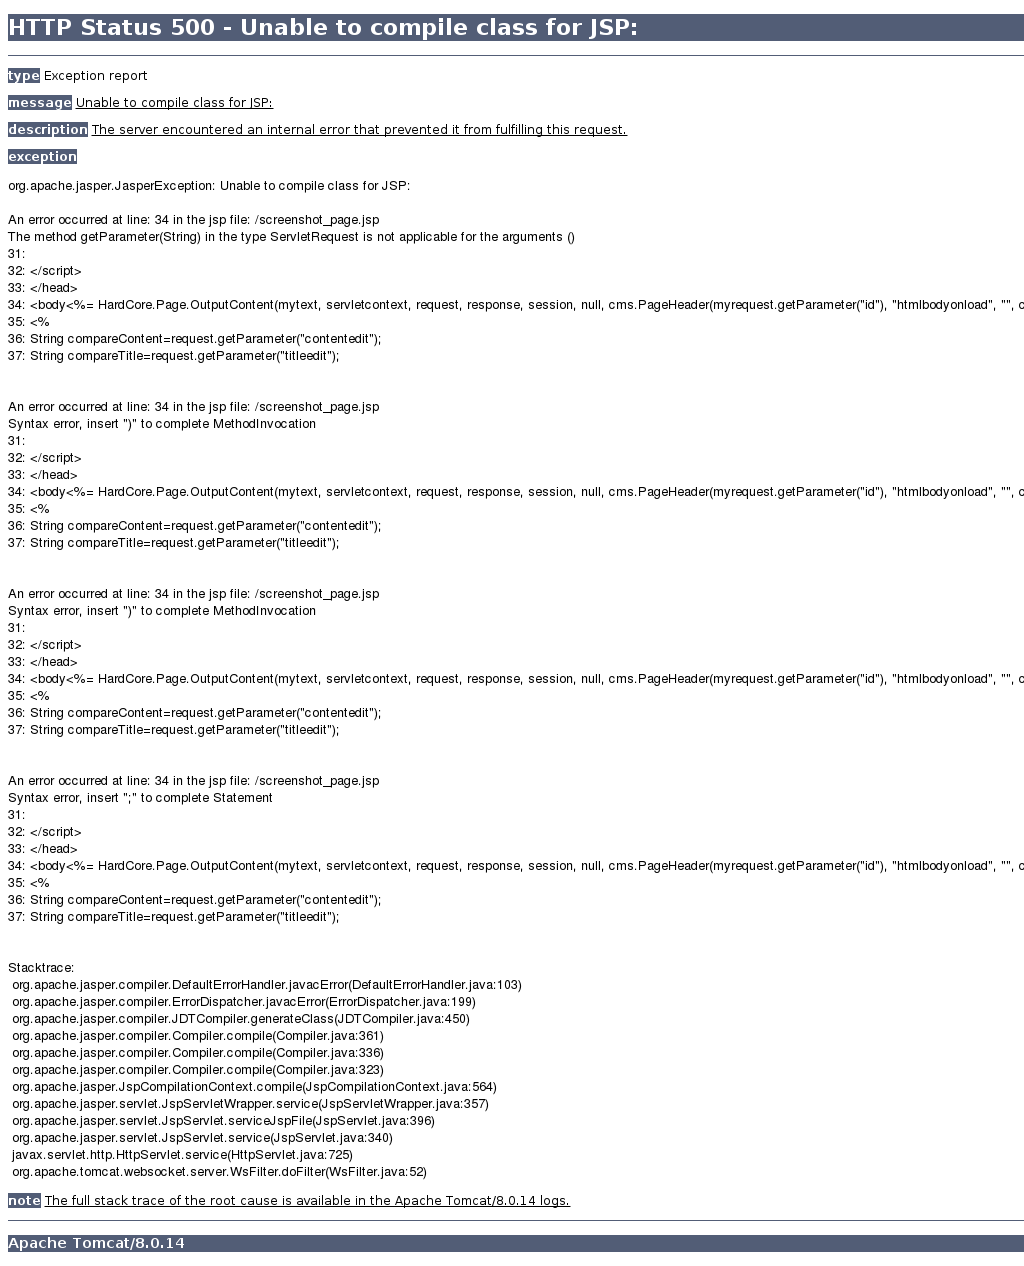 HTTP Status 500 - Unable to compile class for JSP:
type Exception report
message Unable to compile class for JSP:
description The server encountered an internal error that prevented it from fulfilling this request.
exception
org.apache.jasper.JasperException: Unable to compile class for JSP:
An error occurred at line: 34 in the jsp file: /screenshot_page.jsp
The method getParameter(String) in the type ServletRequest is not applicable for the arguments ()
31:
32: </script>
33: </head>
34: <body<%= HardCore.Page.OutputContent(mytext, servletcontext, request, response, session, null, cms.PageHeader(myrequest.getParameter("id"), "htmlbodyonload", "", c
35: <%
36: String compareContent=request.getParameter("contentedit");
37: String compareTitle=request.getParameter("titleedit");
An error occurred at line: 34 in the jsp file: /screenshot_page.jsp
Syntax error, insert ")" to complete MethodInvocation
31:
32: </script>
33: </head>
34: <body<%= HardCore.Page.OutputContent(mytext, servletcontext, request, response, session, null, cms.PageHeader(myrequest.getParameter("id"), "htmlbodyonload", "", c
35: <%
36: String compareContent=request.getParameter("contentedit");
37: String compareTitle=request.getParameter("titleedit");
An error occurred at line: 34 in the jsp file: /screenshot_page.jsp
Syntax error, insert ")" to complete MethodInvocation
31:
32: </script>
33: </head>
34: <body<%= HardCore.Page.OutputContent(mytext, servletcontext, request, response, session, null, cms.PageHeader(myrequest.getParameter("id"), "htmlbodyonload", "", c
35: <%
36: String compareContent=request.getParameter("contentedit");
37: String compareTitle=request.getParameter("titleedit");
An error occurred at line: 34 in the jsp file: /screenshot_page.jsp
Syntax error, insert ";" to complete Statement
31:
32: </script>
33: </head>
34: <body<%= HardCore.Page.OutputContent(mytext, servletcontext, request, response, session, null, cms.PageHeader(myrequest.getParameter("id"), "htmlbodyonload", "", c
35: <%
36: String compareContent=request.getParameter("contentedit");
37: String compareTitle=request.getParameter("titleedit");
Stacktrace:
org.apache.jasper.compiler.DefaultErrorHandler.javacError(DefaultErrorHandler.java:103)
org.apache.jasper.compiler.ErrorDispatcher.javacError(ErrorDispatcher.java:199)
org.apache.jasper.compiler.JDTCompiler.generateClass(JDTCompiler.java:450)
org.apache.jasper.compiler.Compiler.compile(Compiler.java:361)
org.apache.jasper.compiler.Compiler.compile(Compiler.java:336)
org.apache.jasper.compiler.Compiler.compile(Compiler.java:323)
org.apache.jasper.JspCompilationContext.compile(JspCompilationContext.java:564)
org.apache.jasper.servlet.JspServletWrapper.service(JspServletWrapper.java:357)
org.apache.jasper.servlet.JspServlet.serviceJspFile(JspServlet.java:396)
org.apache.jasper.servlet.JspServlet.service(JspServlet.java:340)
javax.servlet.http.HttpServlet.service(HttpServlet.java:725)
org.apache.tomcat.websocket.server.WsFilter.doFilter(WsFilter.java:52)
note The full stack trace of the root cause is available in the Apache Tomcat/8.0.14 logs.
Apache Tomcat/8.0.14